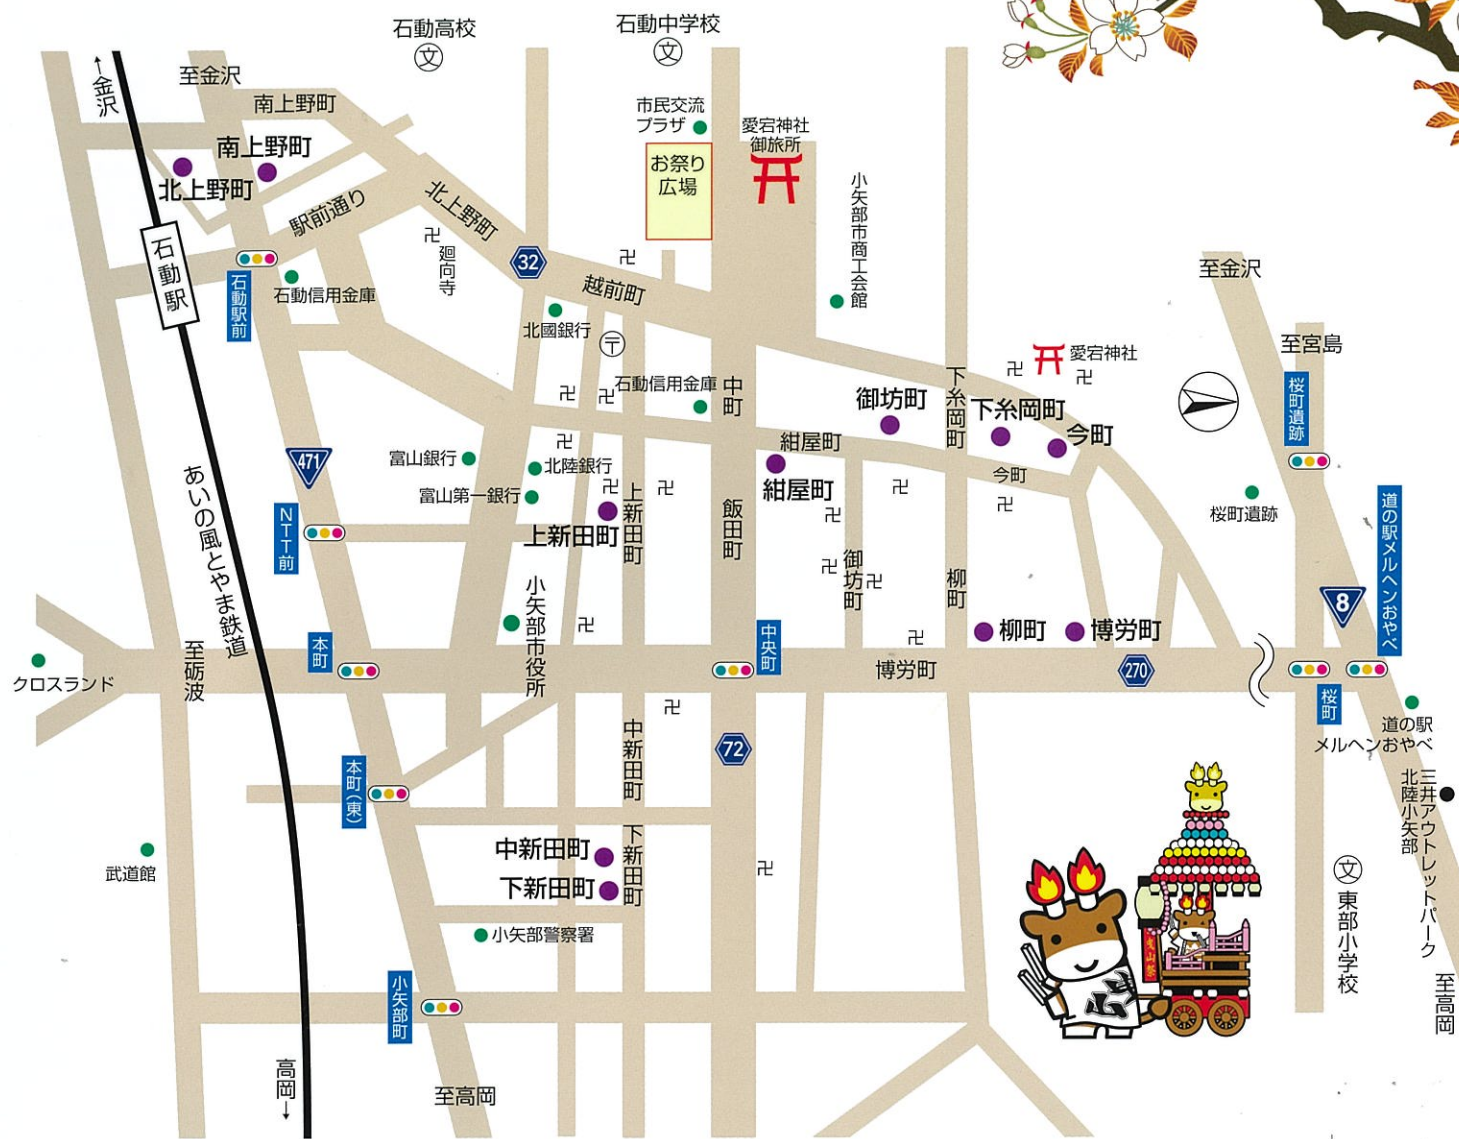 石動高校
文
石動中学校
文
↑金沢
至金沢
南上野町
南上野町
北上野町
市民交流
プラザ
愛宕神社
御旅所
お祭り
広場
駅前通り
北上野町
廻向寺
小矢部市商工会館
石動駅
石動駅前
石動信用金庫
32
越前町
北國銀行
〒
至金沢
至宮島
愛宕神社
桜町遺跡
石動信用金庫
中町
御坊町
下糸岡町
下糸岡町
今町
紺屋町
紺屋町
今町
471
富山銀行
北陸銀行
富山第一銀行
上新田町
上新田町
飯田町
桜町遺跡
道の駅メルヘンおやべ
あいの風とやま鉄道
NTT前
小矢部市役所
御坊町
柳町
8
柳町
博労町
本町
中央町
至砺波
クロスランド
博労町
270
桜町
道の駅
メルヘンおやべ
中新田町
72
本町(東)
三井アウトレットパーク
北陸小矢部
武道館
中新田町
下新田町
下新田町
文
東部小学校
小矢部警察署
曳山祭
山
小矢部町
至高岡
高岡↓
至高岡